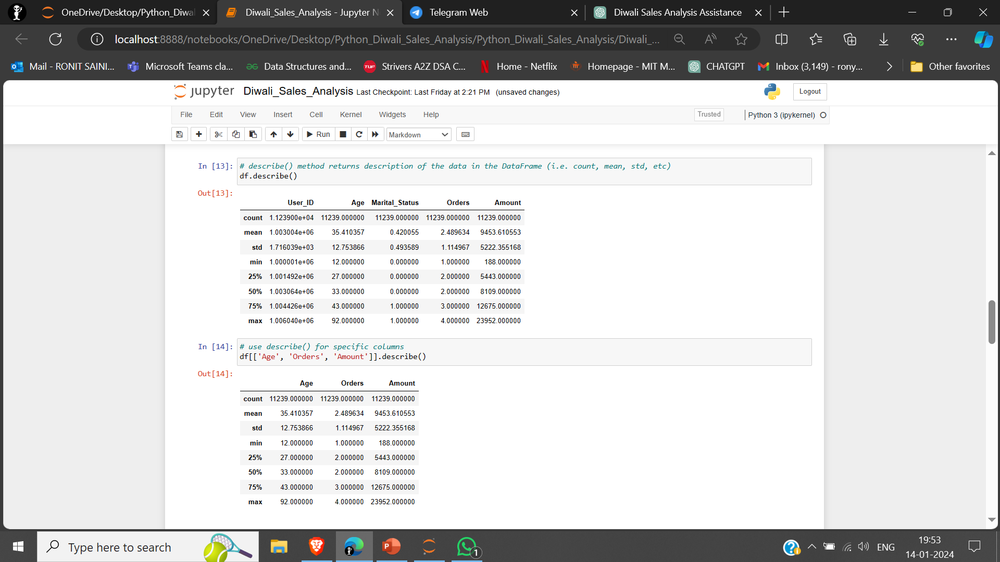 OneDrive/Desktop/Python_Diwal
Diwali_Sales_Analysis - Jupyter N
Telegram Web
Diwali Sales Analysis Assistance
localhost:8888/notebooks/OneDrive/Desktop/Python_Diwali_Sales_Analysis/Python_Diwali_Sales_Analysis/Diwali_...
Mail - RONIT SAINI...
Microsoft Teams cla...
Data Structures and...
TUF
Strivers A2Z DSA C...
Home - Netflix
Homepage - MIT M...
CHATGPT
Inbox (3,149) - rony...
Other favorites
jupyter Diwali_Sales_Analysis Last Checkpoint: Last Friday at 2:21 PM (unsaved changes)
Logout
File Edit View Insert Cell Kernel Widgets Help
Trusted
Python 3 (ipykernel)
Run
Markdown
In [13]: # describe() method returns description of the data in the DataFrame (i.e. count, mean, std, etc)
df.describe()
Out[13]:
User_ID Age Marital_Status Orders Amount
count 1.123900e+04 11239.000000 11239.000000 11239.000000 11239.000000
mean 1.003004e+06 35.410357 0.420055 2.489634 9453.610553
std 1.716039e+03 12.753866 0.493589 1.114967 5222.355168
min 1.000001e+06 12.000000 0.000000 1.000000 188.000000
25% 1.001492e+06 27.000000 0.000000 2.000000 5443.000000
50% 1.003064e+06 33.000000 0.000000 2.000000 8109.000000
75% 1.004426e+06 43.000000 1.000000 3.000000 12675.000000
max 1.006040e+06 92.000000 1.000000 4.000000 23952.000000
In [14]: # use describe() for specific columns
df[['Age', 'Orders', 'Amount']].describe()
Out[14]:
Age Orders Amount
count 11239.000000 11239.000000 11239.000000
mean 35.410357 2.489634 9453.610553
std 12.753866 1.114967 5222.355168
min 12.000000 1.000000 188.000000
25% 27.000000 2.000000 5443.000000
50% 33.000000 2.000000 8109.000000
75% 43.000000 3.000000 12675.000000
max 92.000000 4.000000 23952.000000
Type here to search
1
ENG
19:53
14-01-2024